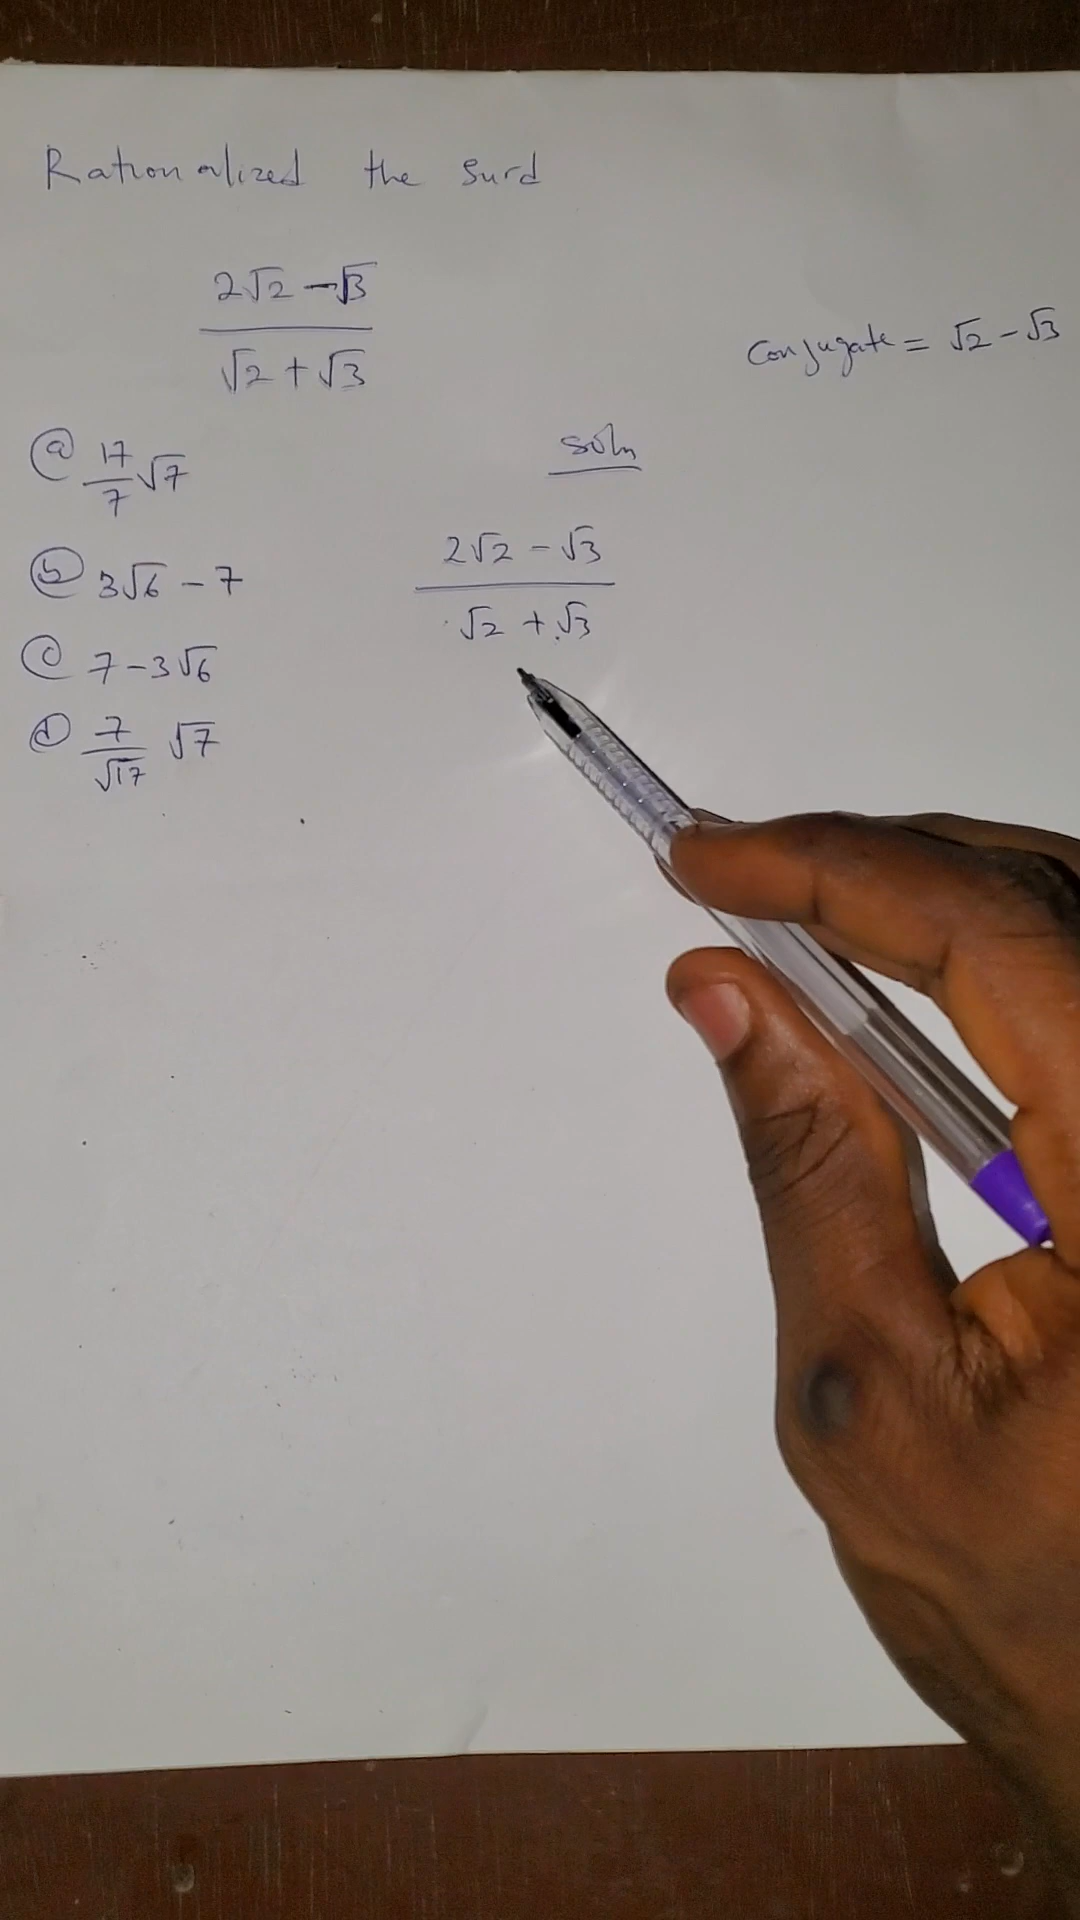 Rationalized the surd
2√2 - √3
√2 + √3
conjugate = √2 - √3
ⓐ 17/7 √7
ⓑ 3√6 - 7
ⓒ 7 - 3√6
ⓓ 7/√17 √7
soln
2√2 - √3
√2 + √3